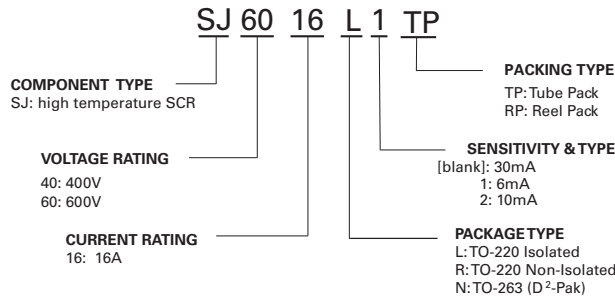 SJ 60 16 L 1 TP
COMPONENT TYPE
SJ: high temperature SCR
VOLTAGE RATING
40: 400V
60: 600V
CURRENT RATING
16: 16A
PACKING TYPE
TP: Tube Pack
RP: Reel Pack
SENSITIVITY & TYPE
[blank]: 30mA
1: 6mA
2: 10mA
PACKAGE TYPE
L: TO-220 Isolated
R: TO-220 Non-Isolated
N: TO-263 (D²-Pak)